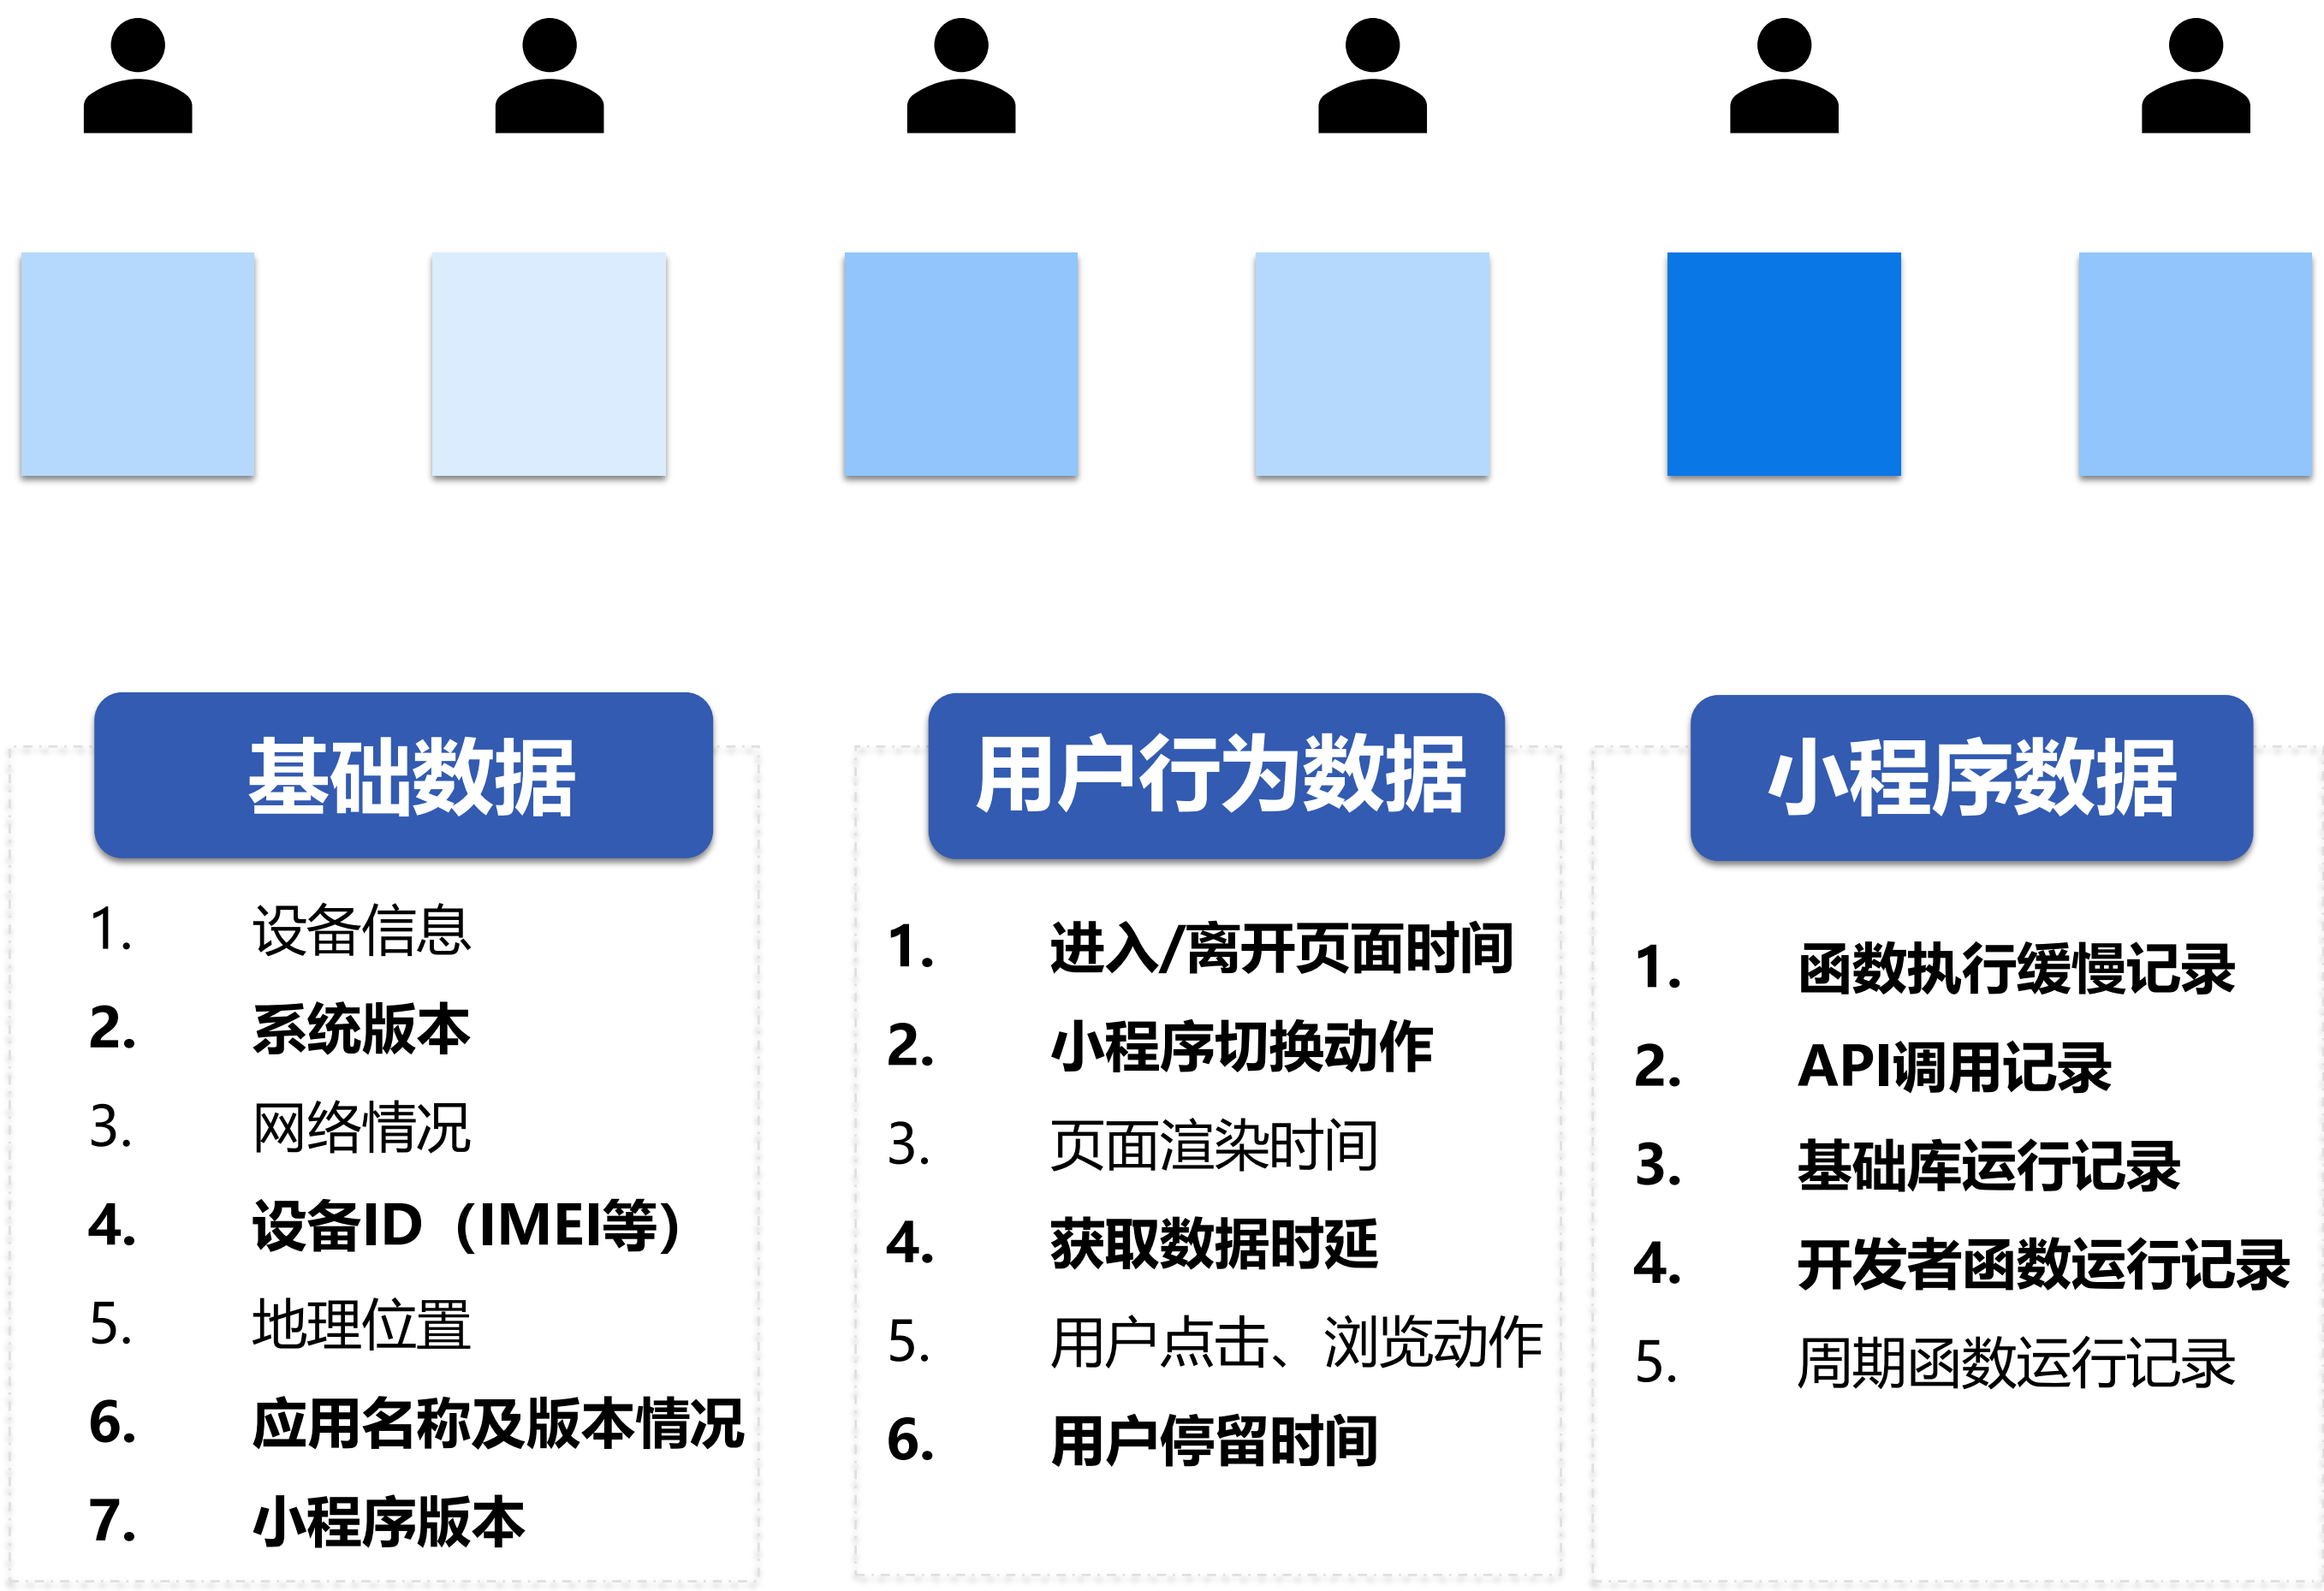 基础数据
1. 设备信息
2. 系统版本
3. 网络情况
4. 设备ID（IMEI等）
5. 地理位置
6. 应用名称及版本情况
7. 小程序版本
用户行为数据
1. 进入/离开页面时间
2. 小程序切换动作
3. 页面渲染时间
4. 获取数据时延
5. 用户点击、浏览动作
6. 用户停留时间
小程序数据
1. 函数执行缓慢记录
2. API调用记录
3. 基础库运行记录
4. 开发者函数运行记录
5. 周期函数运行记录